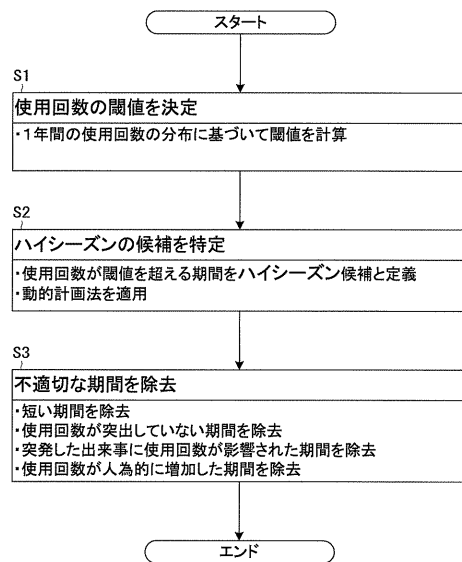 スタート
S1
使用回数の閾値を決定
・１年間の使用回数の分布に基づいて閾値を計算
S2
ハイシーズンの候補を特定
・使用回数が閾値を超える期間をハイシーズン候補と定義
・動的計画法を適用
S3
不適切な期間を除去
・短い期間を除去
・使用回数が突出していない期間を除去
・突発した出来事に使用回数が影響された期間を除去
・使用回数が人為的に増加した期間を除去
エンド